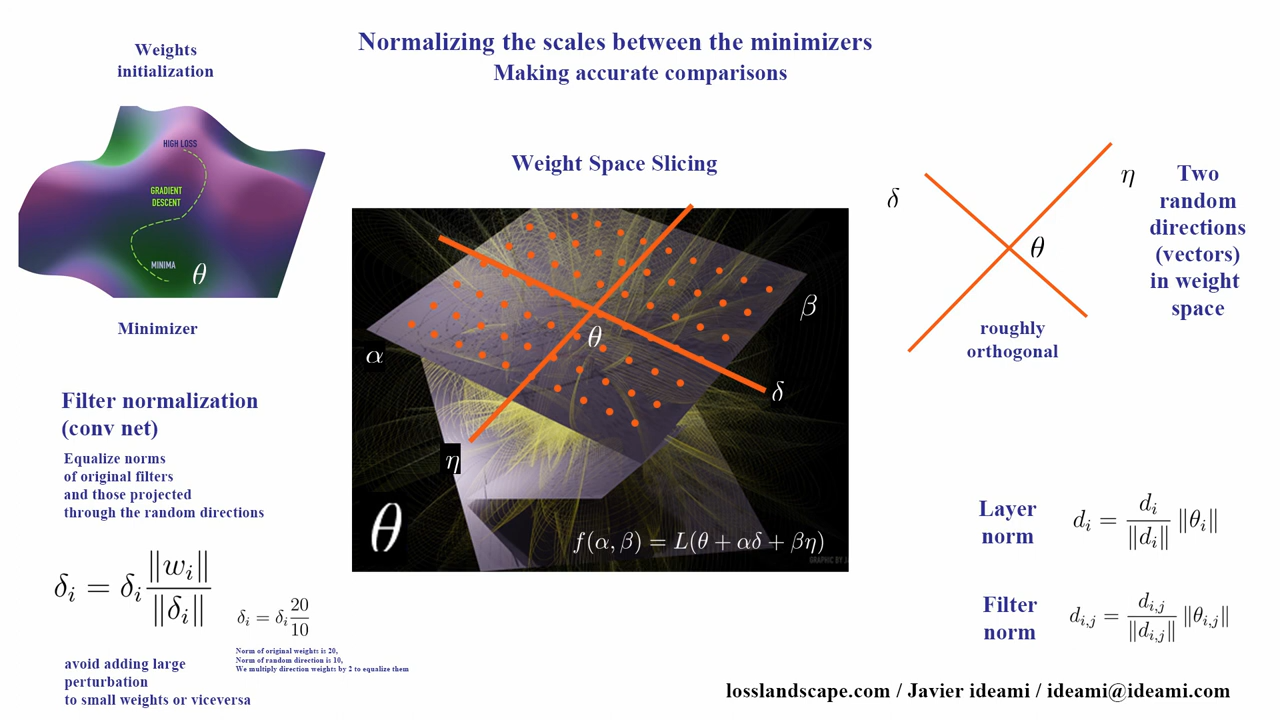 Normalizing the scales between the minimizers
Making accurate comparisons
Weights
initialization
HIGH LOSS
GRADIENT
DESCENT
MINIMA
θ
Minimizer
Weight Space Slicing
α
β
θ
δ
η
θ
f(α, β) = L(θ + αδ + βη)
δ
η
θ
roughly
orthogonal
Two
random
directions
(vectors)
in weight
space
Filter normalization
(conv net)
Equalize norms
of original filters
and those projected
through the random directions
δ_i = δ_i ‖w_i‖ / ‖δ_i‖
δ_i = δ_i 20 / 10
Norm of original weights is 20,
Norm of random direction is 10,
We multiply direction weights by 2 to equalize them
avoid adding large
perturbation
to small weights or viceversa
Layer
norm
d_i = d_i / ‖d_i‖ ‖θ_i‖
Filter
norm
d_{i,j} = d_{i,j} / ‖d_{i,j}‖ ‖θ_{i,j}‖
losslandscape.com / Javier ideami / ideami@ideami.com